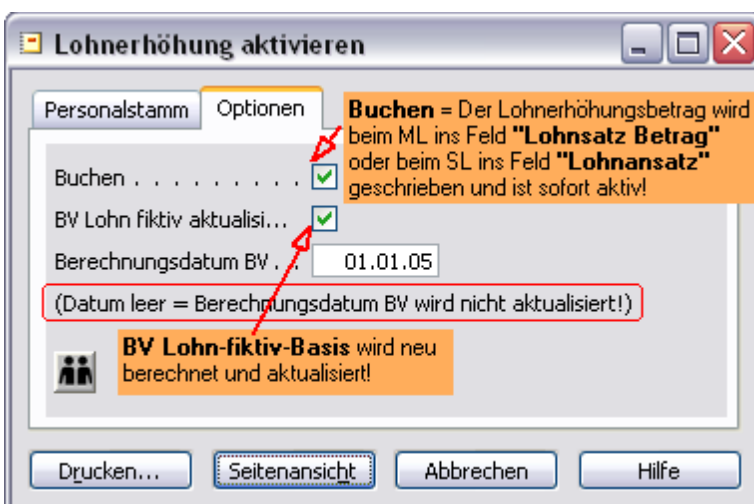 Lohnerhöhung aktivieren
Personalstamm
Optionen
Buchen = Der Lohnerhöhungsbetrag wird
beim ML ins Feld "Lohnsatz Betrag"
oder beim SL ins Feld "Lohnansatz"
geschrieben und ist sofort aktiv!
Buchen . . . . . . . . . .
BV Lohn fiktiv aktualisi...
Berechnungsdatum BV . . . 01.01.05
(Datum leer = Berechnungsdatum BV wird nicht aktualisiert!)
BV Lohn-fiktiv-Basis wird neu
berechnet und aktualisiert!
Drucken... Seitenansicht Abbrechen Hilfe